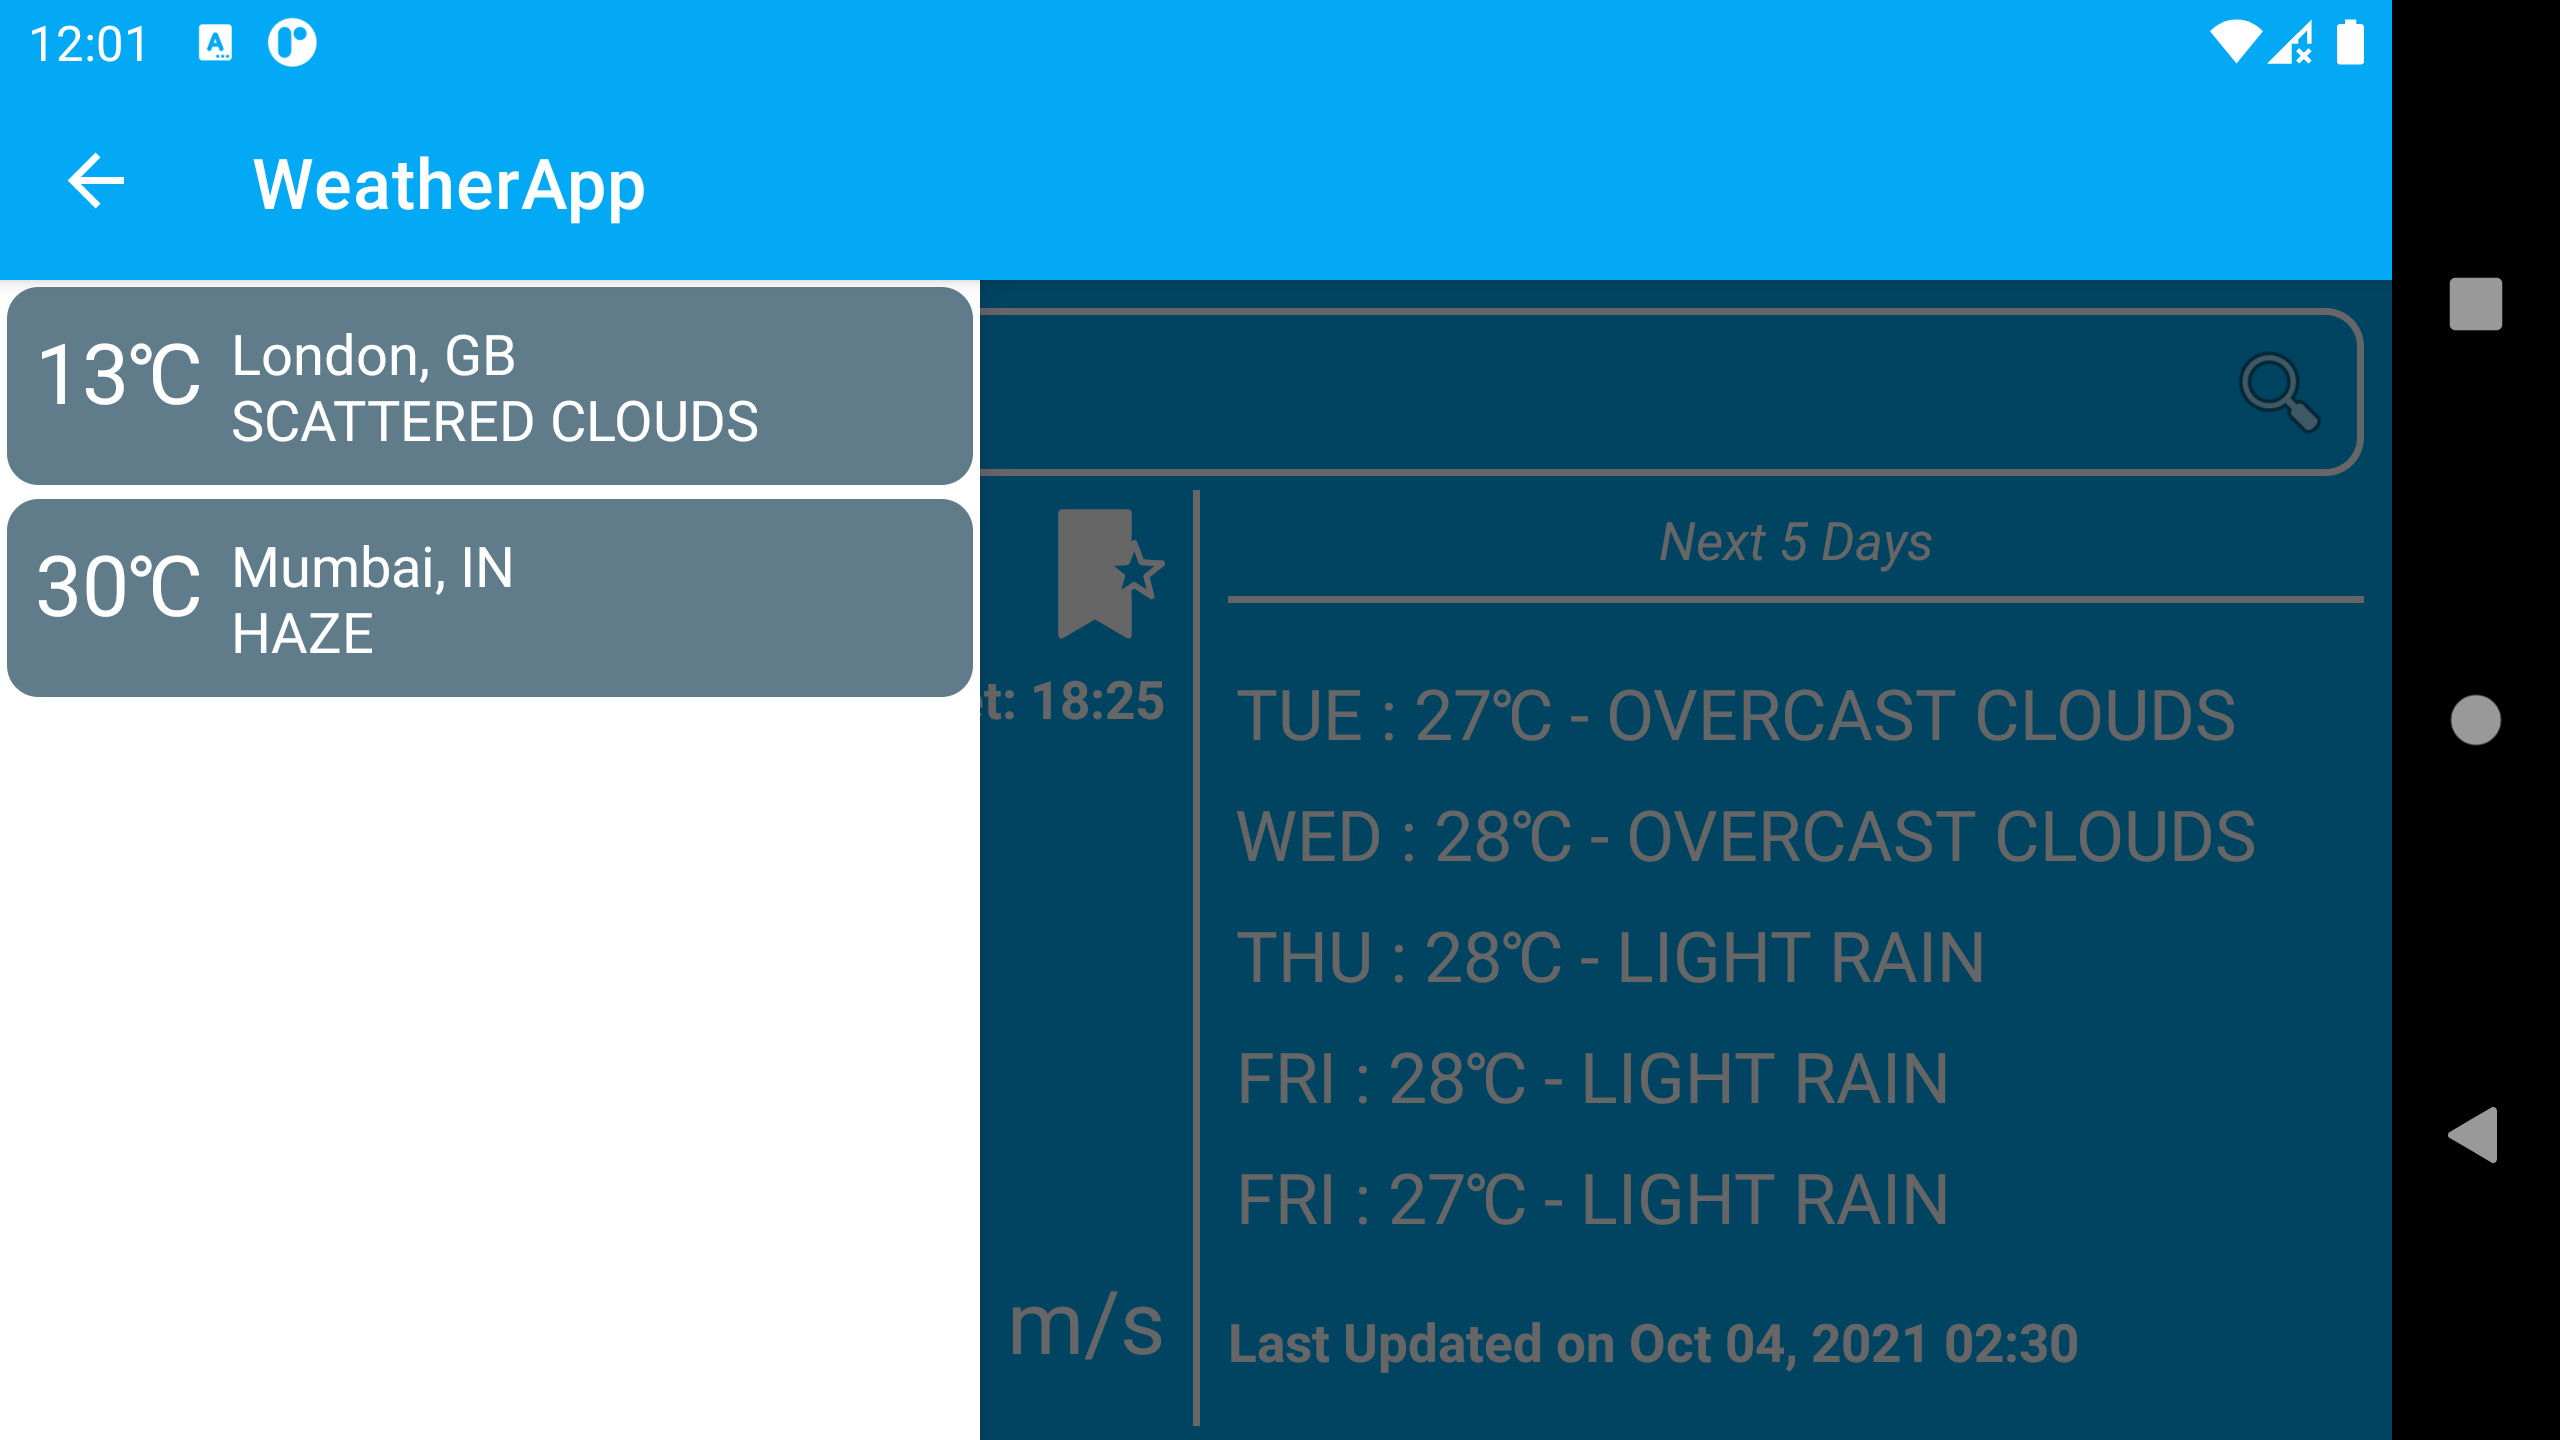 12:01
WeatherApp
13℃
London, GB
SCATTERED CLOUDS
30℃
Mumbai, IN
HAZE
t: 18:25
m/s
Next 5 Days
TUE : 27℃ - OVERCAST CLOUDS
WED : 28℃ - OVERCAST CLOUDS
THU : 28℃ - LIGHT RAIN
FRI : 28℃ - LIGHT RAIN
FRI : 27℃ - LIGHT RAIN
Last Updated on Oct 04, 2021 02:30